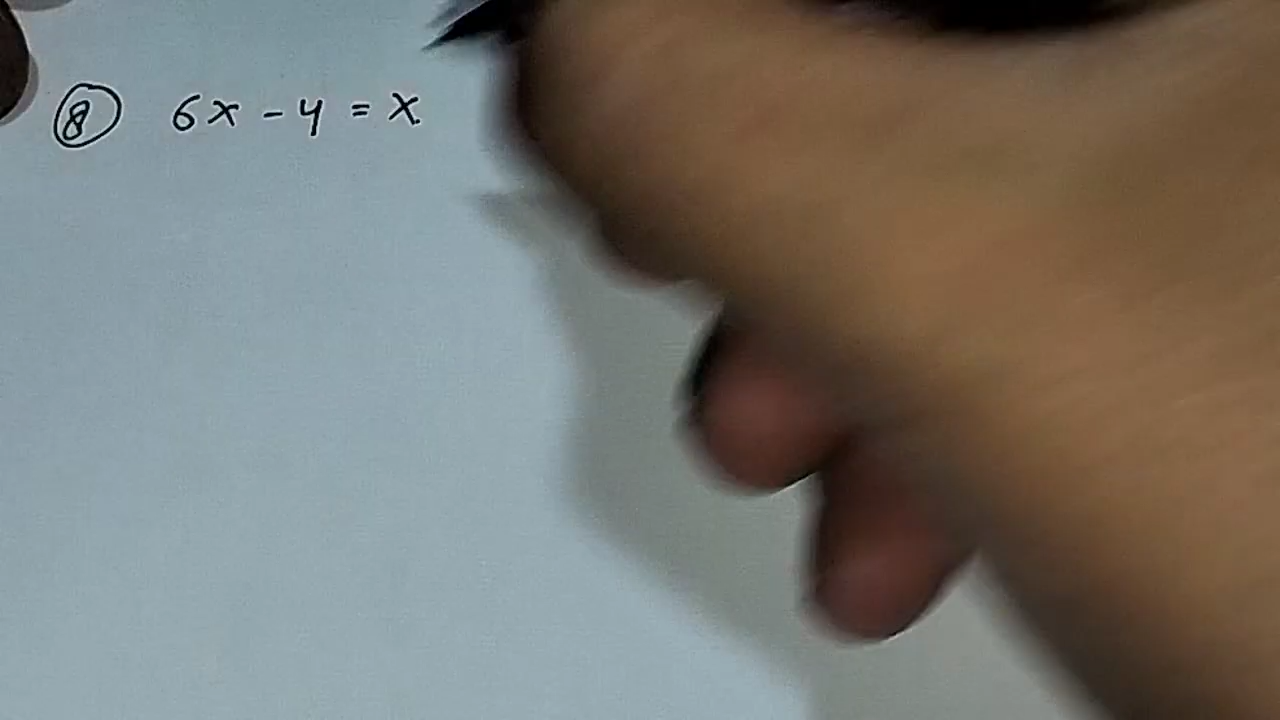 ⑧ 6x - 4 = x